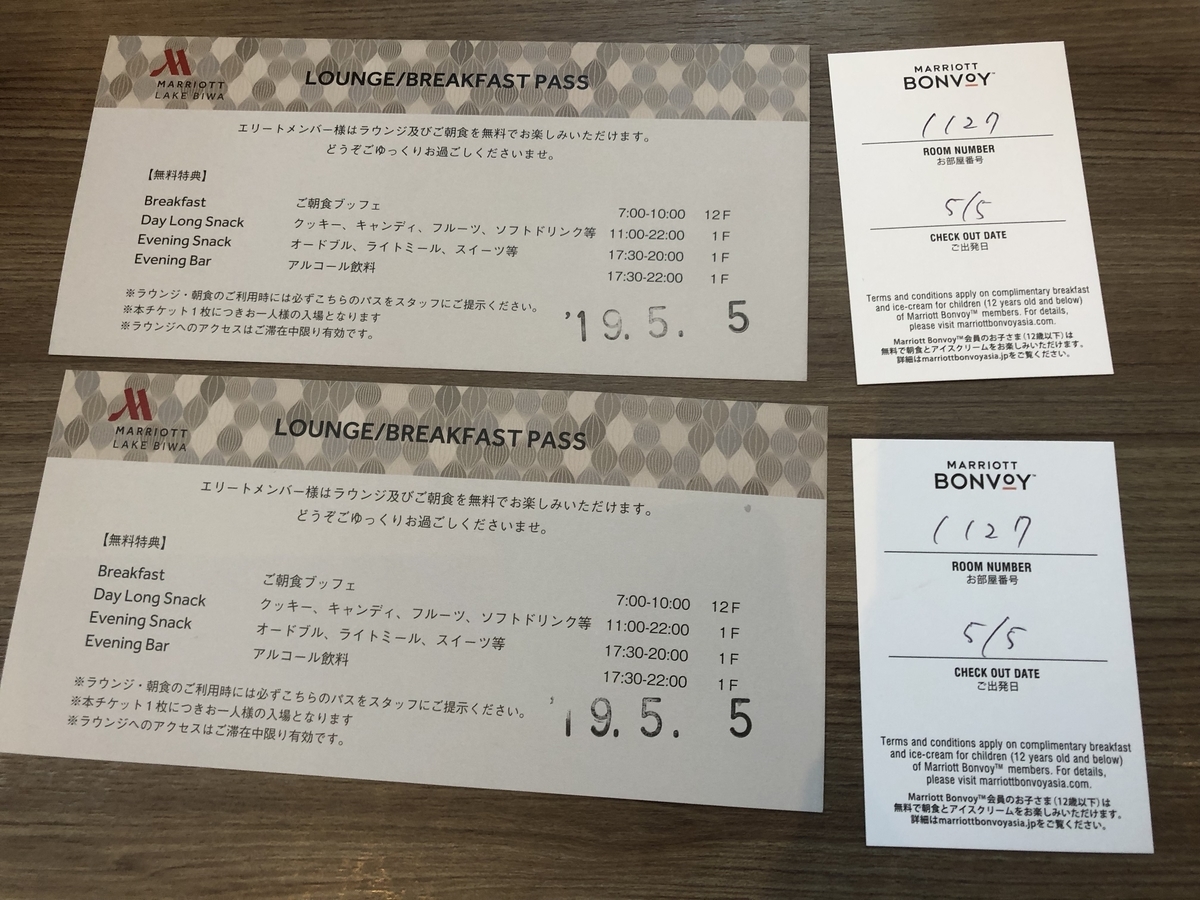 MARRIOTT
LAKE BIWA
LOUNGE/BREAKFAST PASS
エリートメンバー様はラウンジ及びご朝食を無料でお楽しみいただけます。
どうぞごゆっくりお過ごしくださいませ。
【無料特典】
Breakfast ご朝食ブッフェ 7:00-10:00 12F
Day Long Snack クッキー、キャンディ、フルーツ、ソフトドリンク等 11:00-22:00 1F
Evening Snack オードブル、ライトミール、スイーツ等 17:30-20:00 1F
Evening Bar アルコール飲料 17:30-22:00 1F
※ラウンジ・朝食のご利用時には必ずこちらのパスをスタッフにご提示ください。
※本チケット1枚につきお一人様の入場となります
※ラウンジへのアクセスはご滞在中限り有効です。
'19.5. 5
MARRIOTT
BONVOY™
1127
ROOM NUMBER
お部屋番号
5/5
CHECK OUT DATE
ご出発日
Terms and conditions apply on complimentary breakfast
and ice-cream for children (12 years old and below)
of Marriott Bonvoy™ members. For details,
please visit marriottbonvoyasia.com.
Marriott Bonvoy™会員のお子さま(12歳以下)は
無料で朝食とアイスクリームをお楽しみいただけます。
詳細はmarriottbonvoyasia.jpをご覧ください。
MARRIOTT
LAKE BIWA
LOUNGE/BREAKFAST PASS
エリートメンバー様はラウンジ及びご朝食を無料でお楽しみいただけます。
どうぞごゆっくりお過ごしくださいませ。
【無料特典】
Breakfast ご朝食ブッフェ 7:00-10:00 12F
Day Long Snack クッキー、キャンディ、フルーツ、ソフトドリンク等 11:00-22:00 1F
Evening Snack オードブル、ライトミール、スイーツ等 17:30-20:00 1F
Evening Bar アルコール飲料 17:30-22:00 1F
※ラウンジ・朝食のご利用時には必ずこちらのパスをスタッフにご提示ください。
※本チケット1枚につきお一人様の入場となります
※ラウンジへのアクセスはご滞在中限り有効です。
'19.5. 5
MARRIOTT
BONVOY™
1127
ROOM NUMBER
お部屋番号
5/5
CHECK OUT DATE
ご出発日
Terms and conditions apply on complimentary breakfast
and ice-cream for children (12 years old and below)
of Marriott Bonvoy™ members. For details,
please visit marriottbonvoyasia.com.
Marriott Bonvoy™会員のお子さま(12歳以下)は
無料で朝食とアイスクリームをお楽しみいただけます。
詳細はmarriottbonvoyasia.jpをご覧ください。